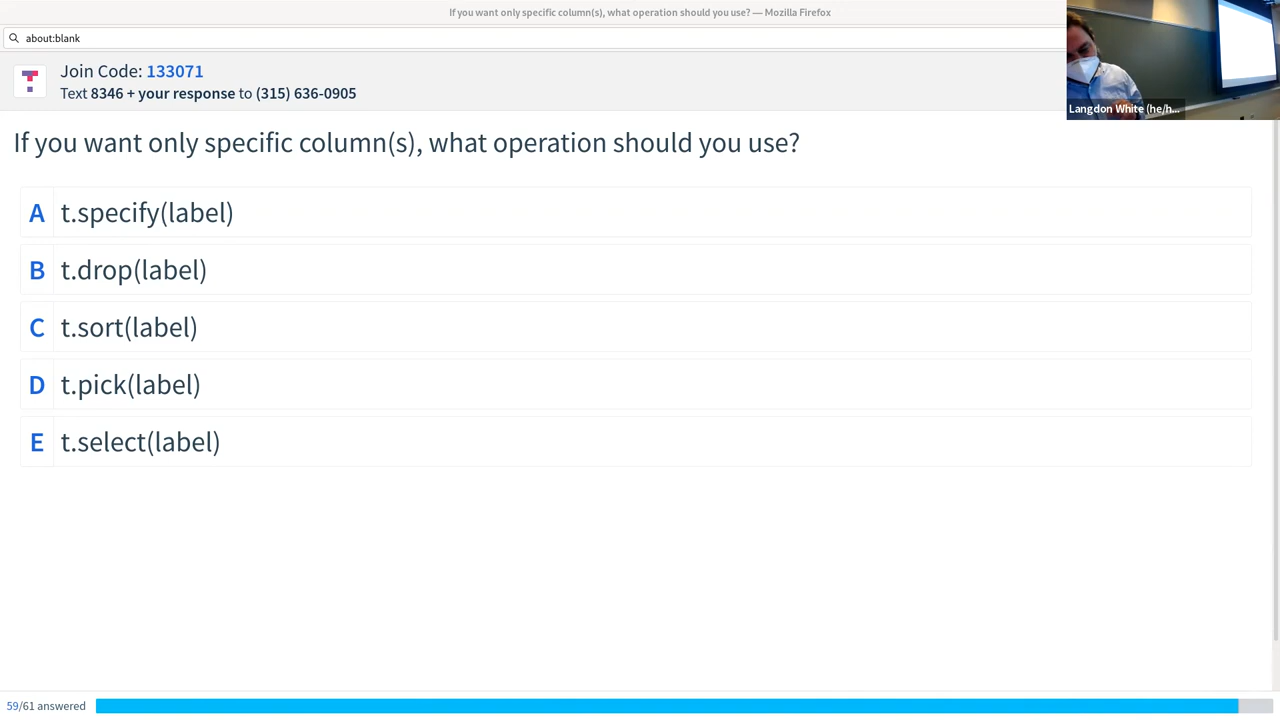 If you want only specific column(s), what operation should you use? — Mozilla Firefox
about:blank
Join Code: 133071
Text 8346 + your response to (315) 636-0905
Langdon White (he/h...
If you want only specific column(s), what operation should you use?
A t.specify(label)
B t.drop(label)
C t.sort(label)
D t.pick(label)
E t.select(label)
59/61 answered